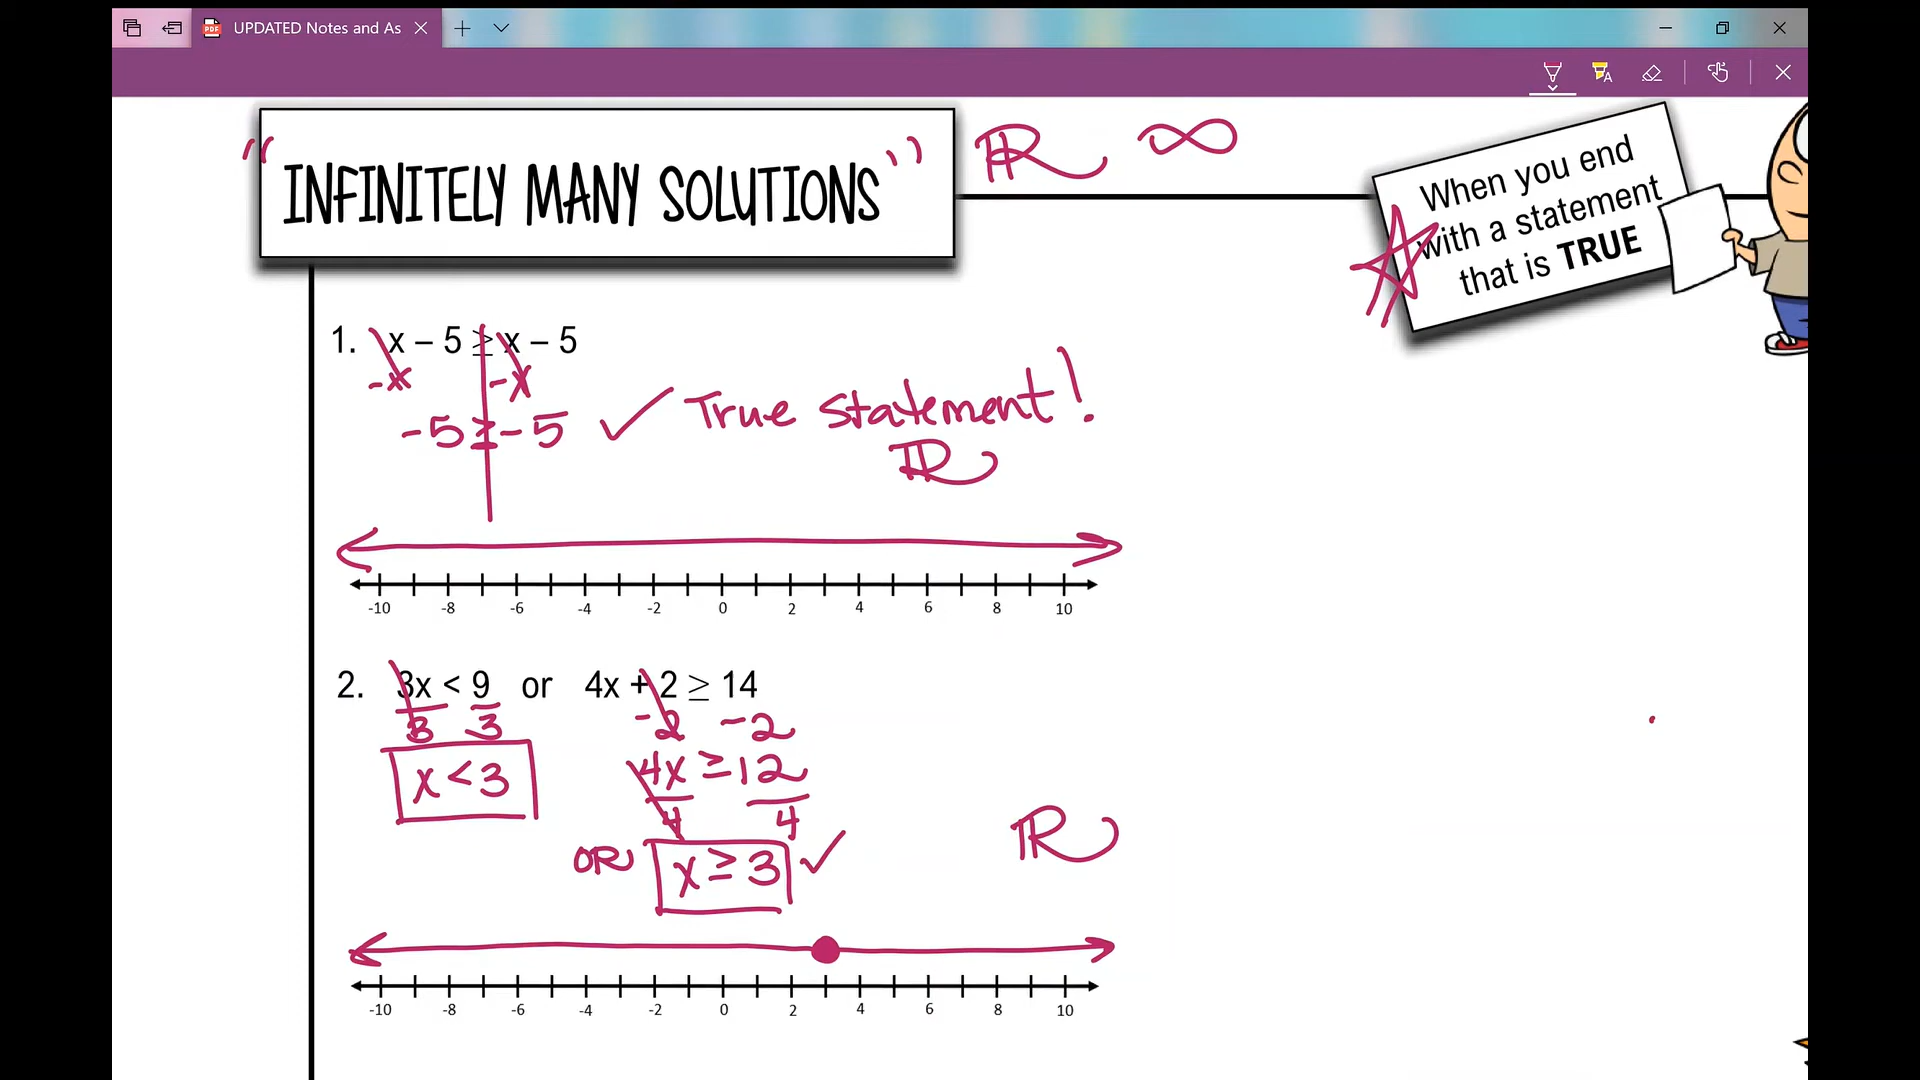 UPDATED Notes and As
" INFINITELY MANY SOLUTIONS " ℝ ∞
When you end
with a statement
that is TRUE
1. x – 5 ≥ x – 5
-x -x
-5 ≥ -5 ✓ True Statement!
ℝ
-10 -8 -6 -4 -2 0 2 4 6 8 10
2. 3x < 9 or 4x + 2 ≥ 14
3 3 -2 -2
x < 3 4x ≥ 12
4 4
OR x ≥ 3 ✓ ℝ
-10 -8 -6 -4 -2 0 2 4 6 8 10